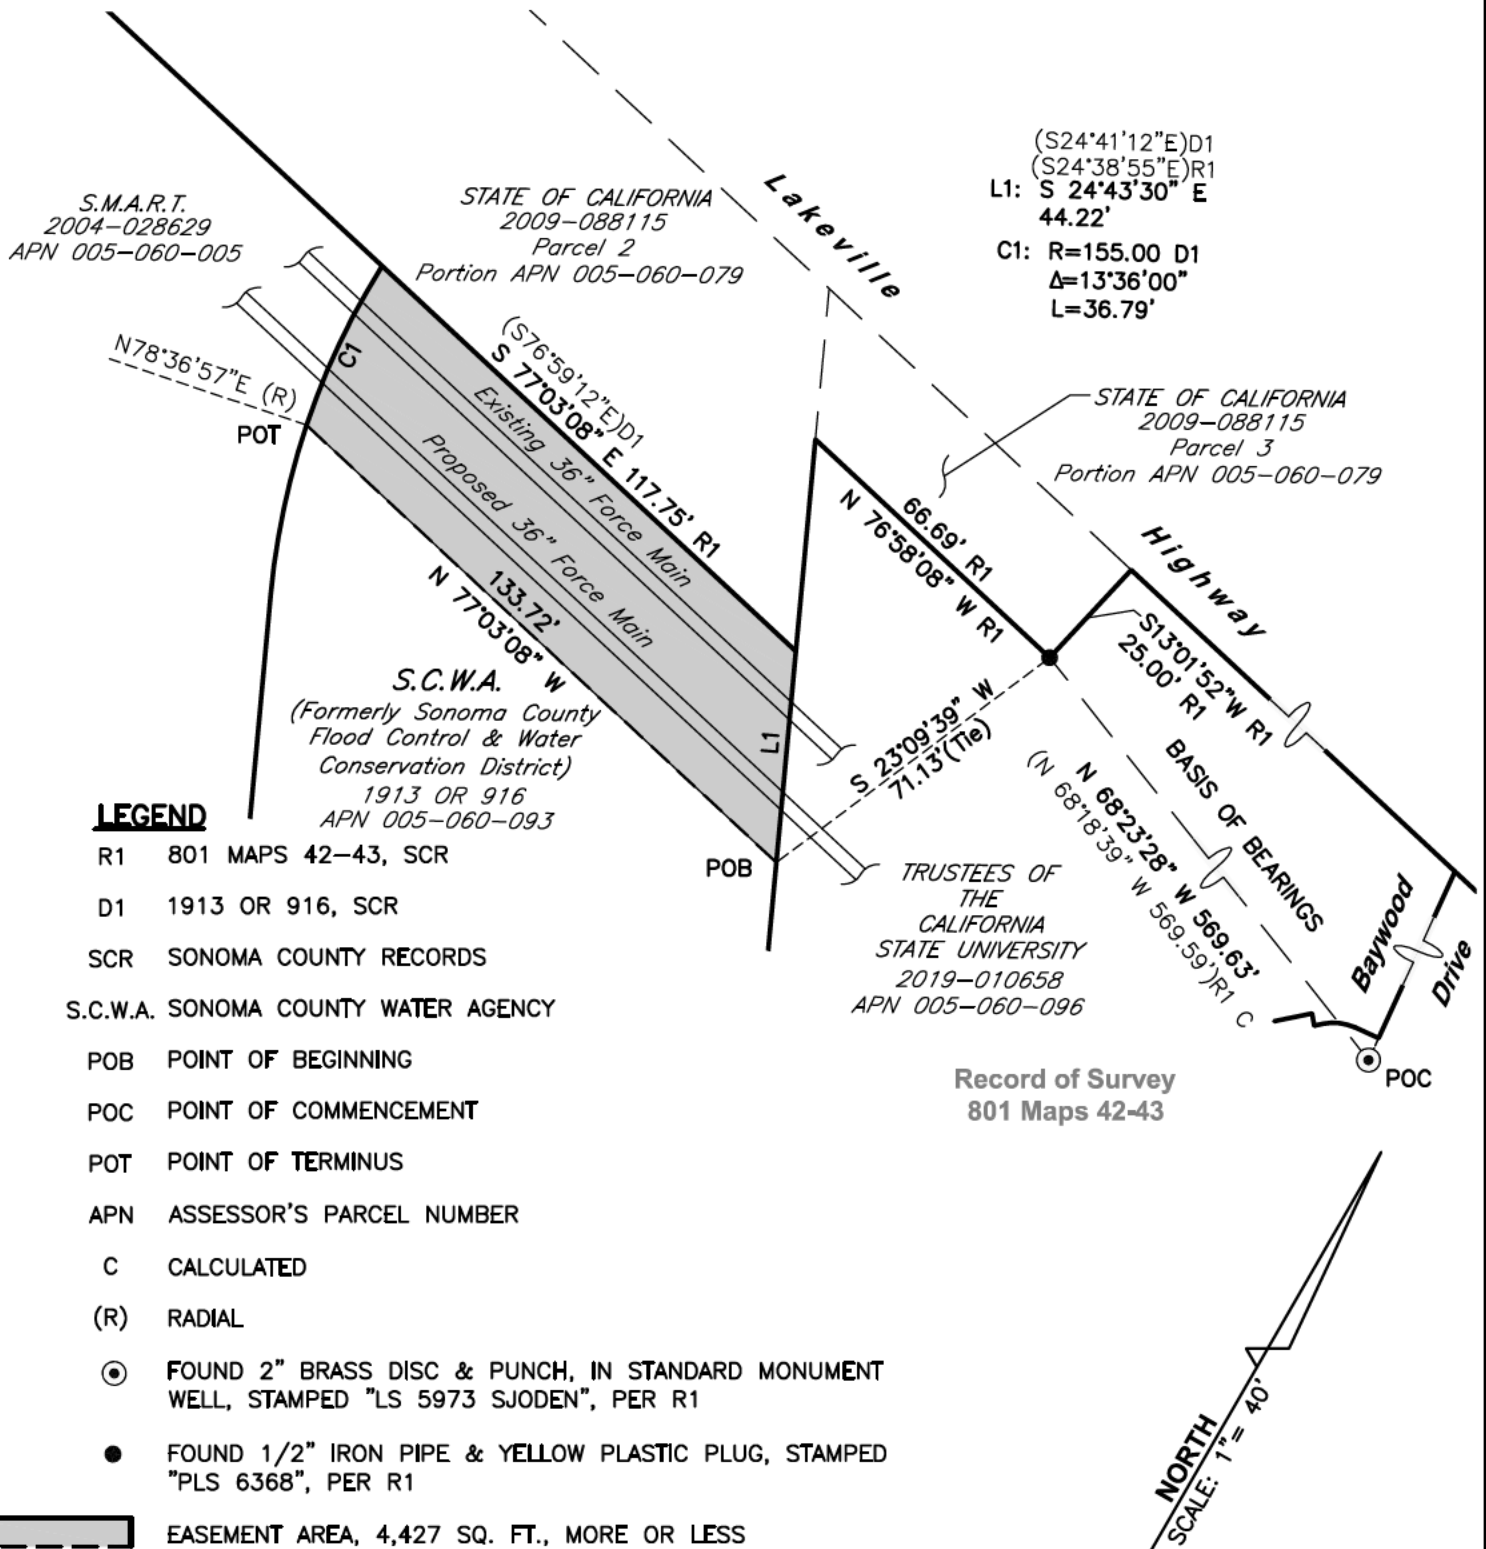 (S24°41'12"E)D1
(S24°38'55"E)R1
L1: S 24°43'30" E
44.22'
C1: R=155.00 D1
Δ=13°36'00"
L=36.79'
S.M.A.R.T.
2004-028629
APN 005-060-005
STATE OF CALIFORNIA
2009-088115
Parcel 2
Portion APN 005-060-079
Lakeville
Highway
N78°36'57"E (R)
C1
POT
(S76°59'12"E)D1
S 77°03'08" E 117.75' R1
Existing 36" Force Main
Proposed 36" Force Main
133.72'
N 77°03'08" W
STATE OF CALIFORNIA
2009-088115
Parcel 3
Portion APN 005-060-079
66.69' R1
N 76°58'08" W R1
S13°01'52"W R1
25.00' R1
S.C.W.A.
(Formerly Sonoma County
Flood Control & Water
Conservation District)
1913 OR 916
APN 005-060-093
L1
S 23°09'39" W
71.13'(Tie)
BASIS OF BEARINGS
N 68°23'28" W 569.63'
(N 68°18'39" W 569.59')R1 C
POB
TRUSTEES OF
THE
CALIFORNIA
STATE UNIVERSITY
2019-010658
APN 005-060-096
Baywood
Drive
POC
Record of Survey
801 Maps 42-43
LEGEND
R1 801 MAPS 42-43, SCR
D1 1913 OR 916, SCR
SCR SONOMA COUNTY RECORDS
S.C.W.A. SONOMA COUNTY WATER AGENCY
POB POINT OF BEGINNING
POC POINT OF COMMENCEMENT
POT POINT OF TERMINUS
APN ASSESSOR'S PARCEL NUMBER
C CALCULATED
(R) RADIAL
FOUND 2" BRASS DISC & PUNCH, IN STANDARD MONUMENT
WELL, STAMPED "LS 5973 SJODEN", PER R1
FOUND 1/2" IRON PIPE & YELLOW PLASTIC PLUG, STAMPED
"PLS 6368", PER R1
EASEMENT AREA, 4,427 SQ. FT., MORE OR LESS
NORTH
SCALE: 1"= 40'